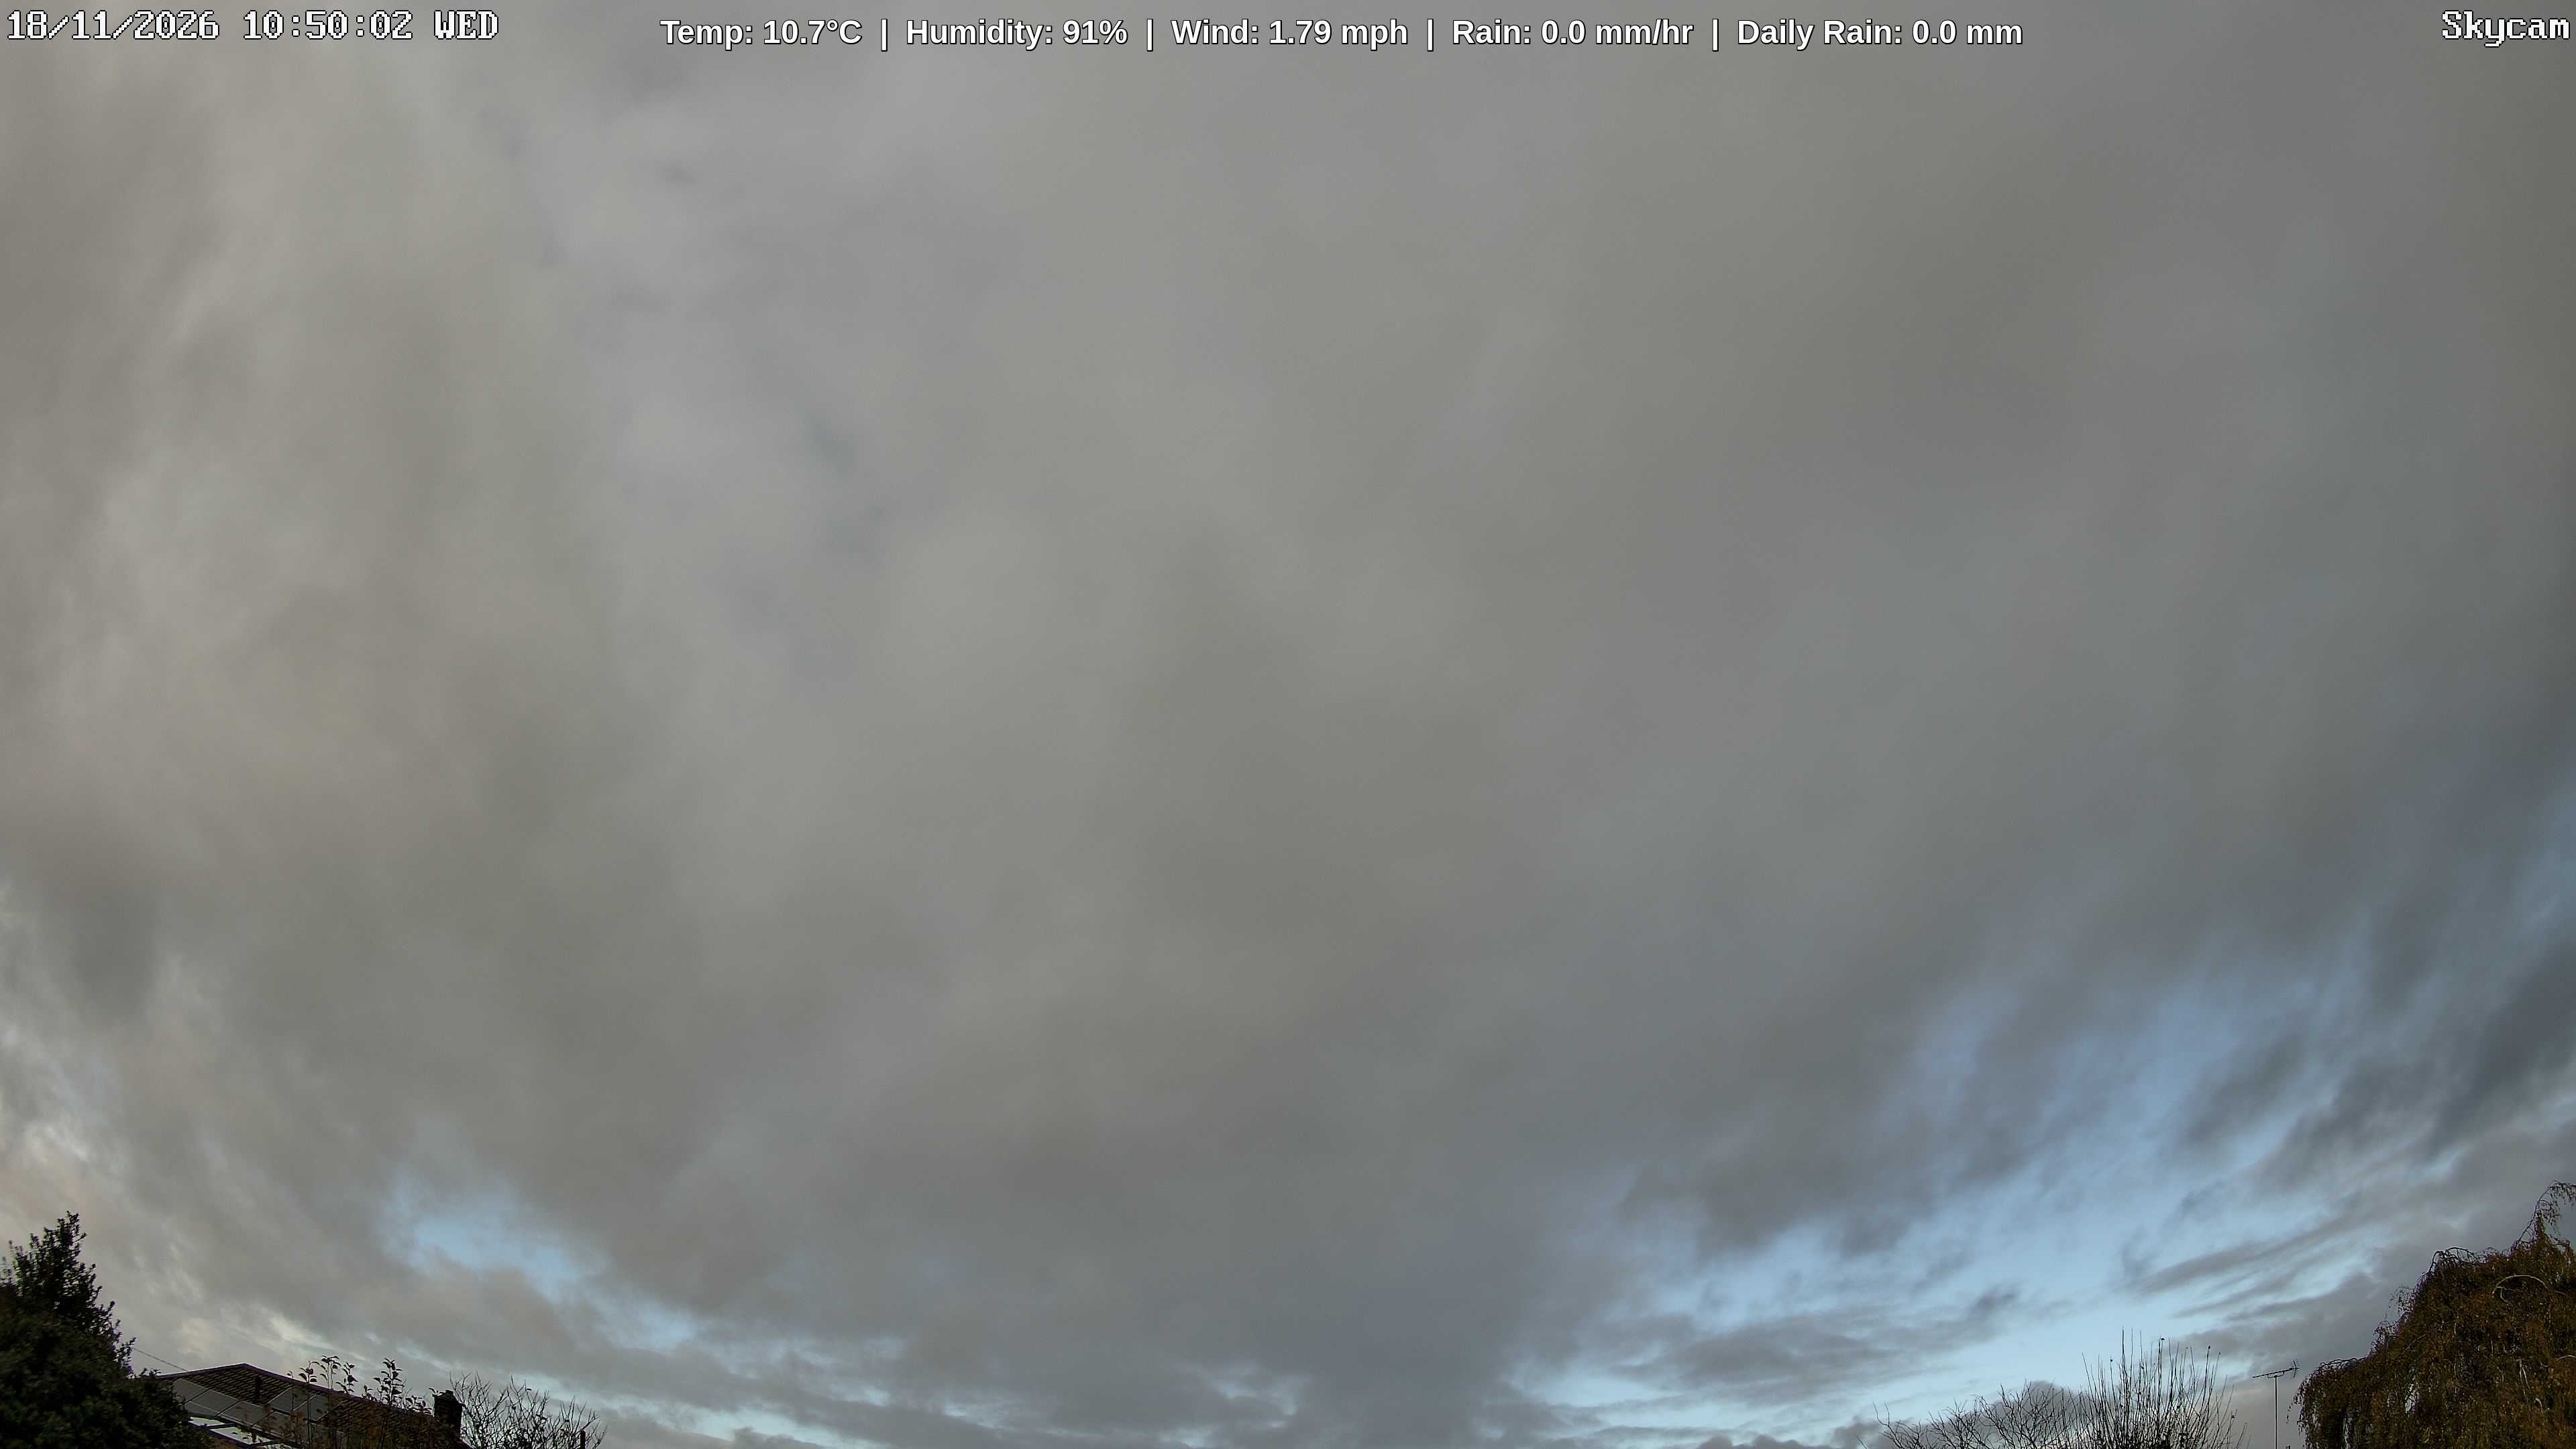 18/11/2026 10:50:02 WED
Temp: 10.7°C | Humidity: 91% | Wind: 1.79 mph | Rain: 0.0 mm/hr | Daily Rain: 0.0 mm
Skycam